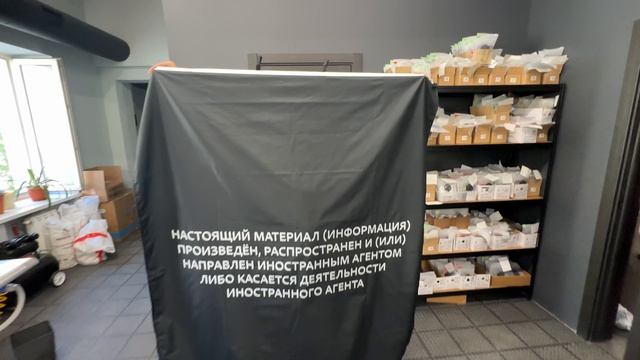 НАСТОЯЩИЙ МАТЕРИАЛ (ИНФОРМАЦИЯ)
ПРОИЗВЕДЁН, РАСПРОСТРАНЕН И (ИЛИ)
НАПРАВЛЕН ИНОСТРАННЫМ АГЕНТОМ
ЛИБО КАСАЕТСЯ ДЕЯТЕЛЬНОСТИ
ИНОСТРАННОГО АГЕНТА